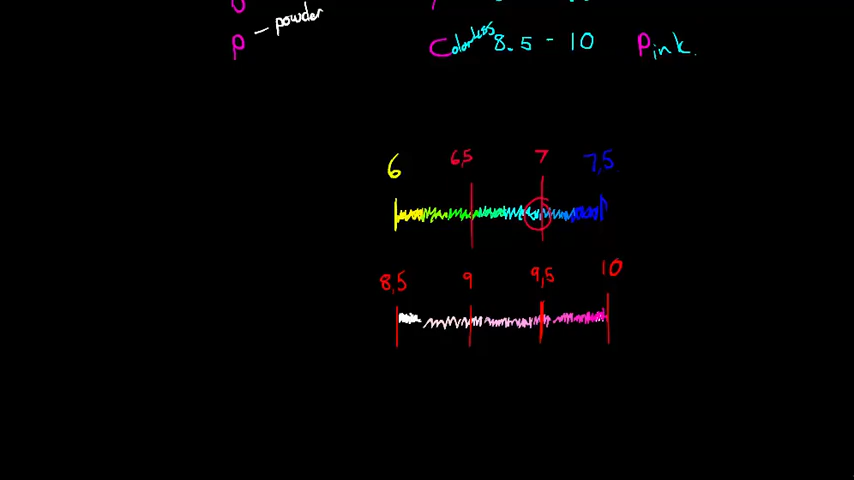 P – powder
Colorless 8.5 - 10 Pink.
6 6,5 7 7,5
8,5 9 9,5 10